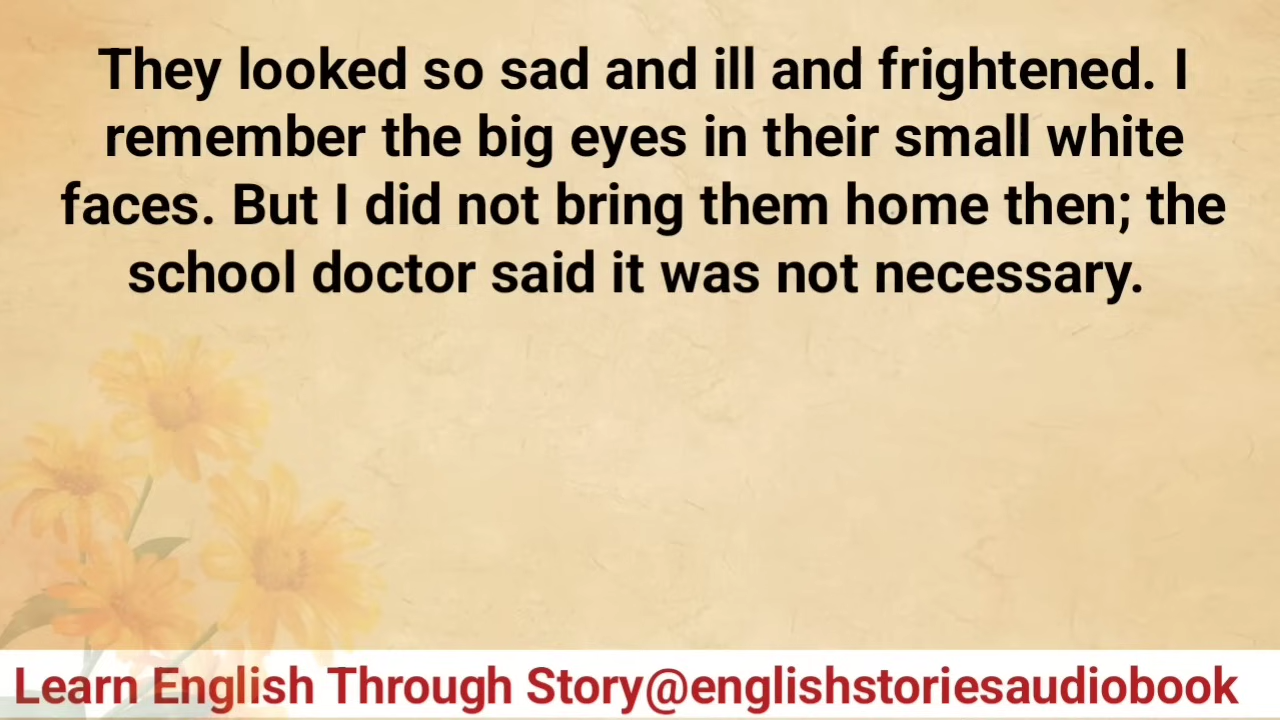 They looked so sad and ill and frightened. I
remember the big eyes in their small white
faces. But I did not bring them home then; the
school doctor said it was not necessary.
Learn English Through Story@englishstoriesaudiobook